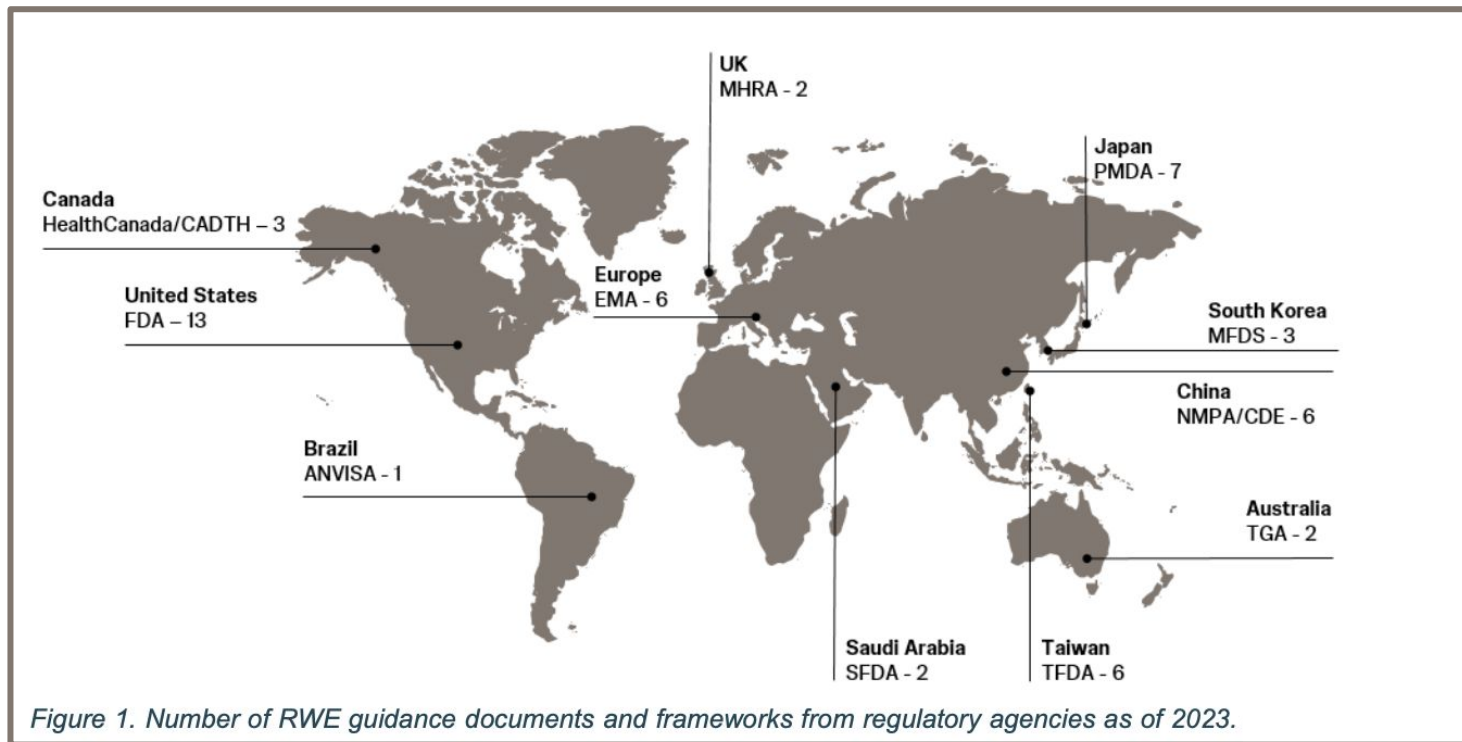 UK
MHRA - 2
Japan
PMDA - 7
Canada
HealthCanada/CADTH – 3
Europe
EMA - 6
United States
FDA – 13
South Korea
MFDS - 3
China
NMPA/CDE - 6
Brazil
ANVISA - 1
Australia
TGA - 2
Saudi Arabia
SFDA - 2
Taiwan
TFDA - 6
Figure 1. Number of RWE guidance documents and frameworks from regulatory agencies as of 2023.